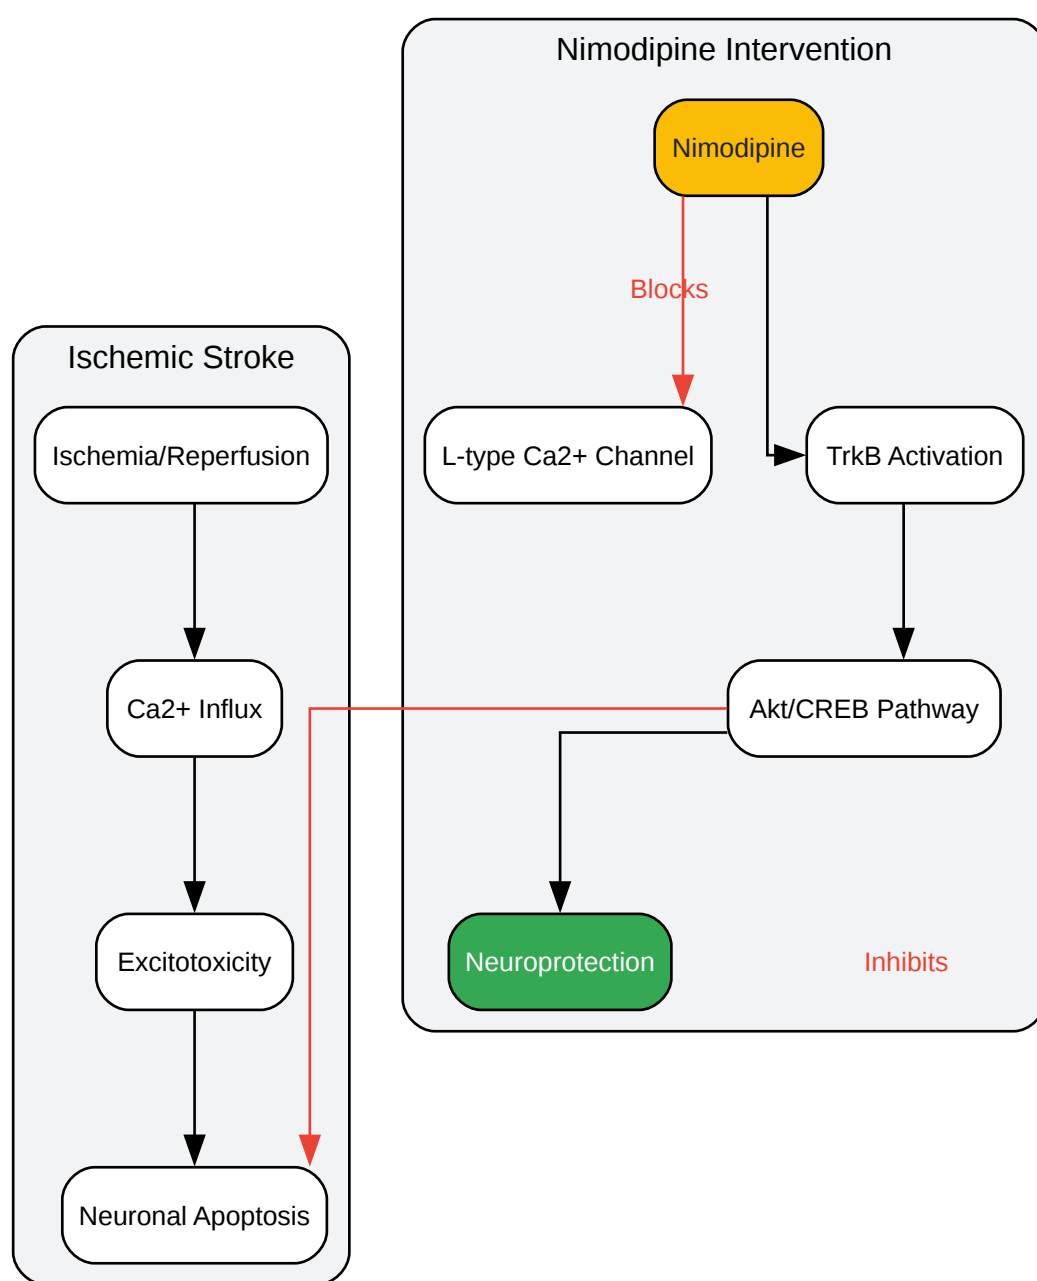 Nimodipine Intervention
Nimodipine
Blocks
Ischemic Stroke
Ischemia/Reperfusion
L-type Ca2+ Channel
TrkB Activation
Ca2+ Influx
Akt/CREB Pathway
Excitotoxicity
Neuroprotection
Inhibits
Neuronal Apoptosis